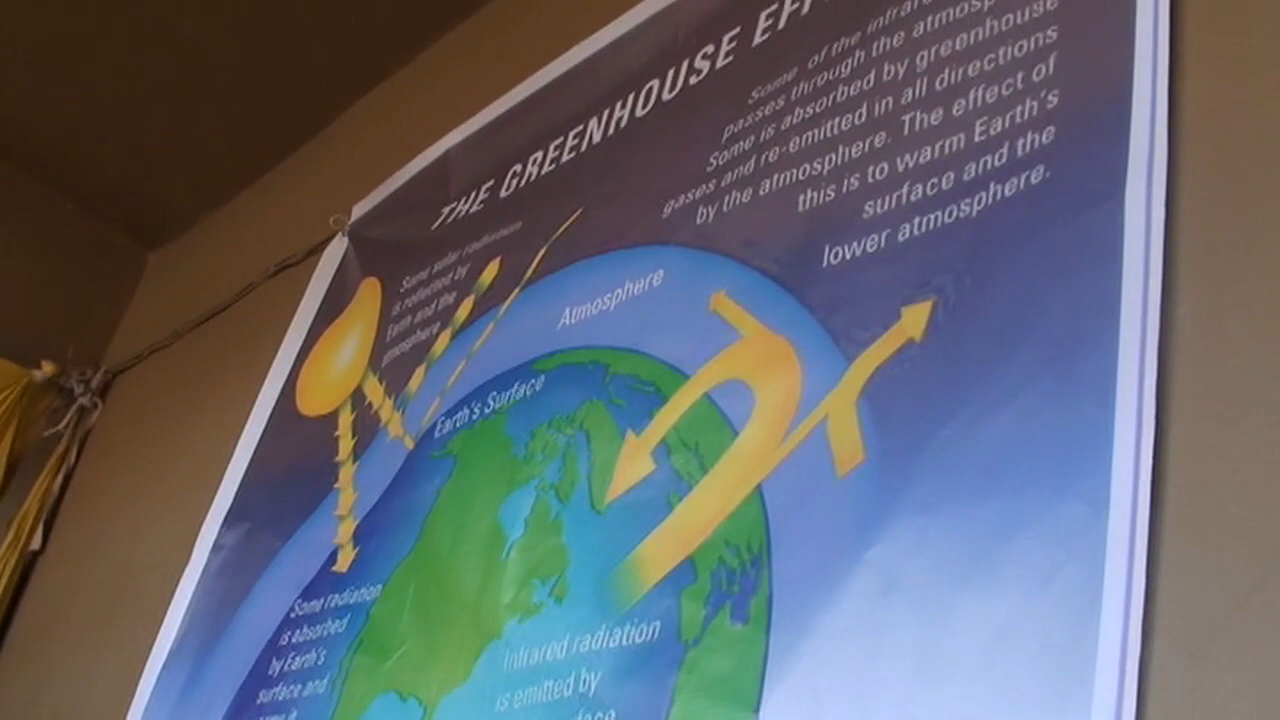 THE GREENHOUSE
Some of the infrared
passes through the atmosp
Some is absorbed by greenhouse
gases and re-emitted in all directions
by the atmosphere. The effect of
this is to warm Earth's
surface and the
lower atmosphere.
Some solar radiation
is reflected by
Earth and the
atmosphere
Atmosphere
Earth's Surface
Some radiation
is absorbed
by Earth's
surface and
Infrared radiation
is emitted by